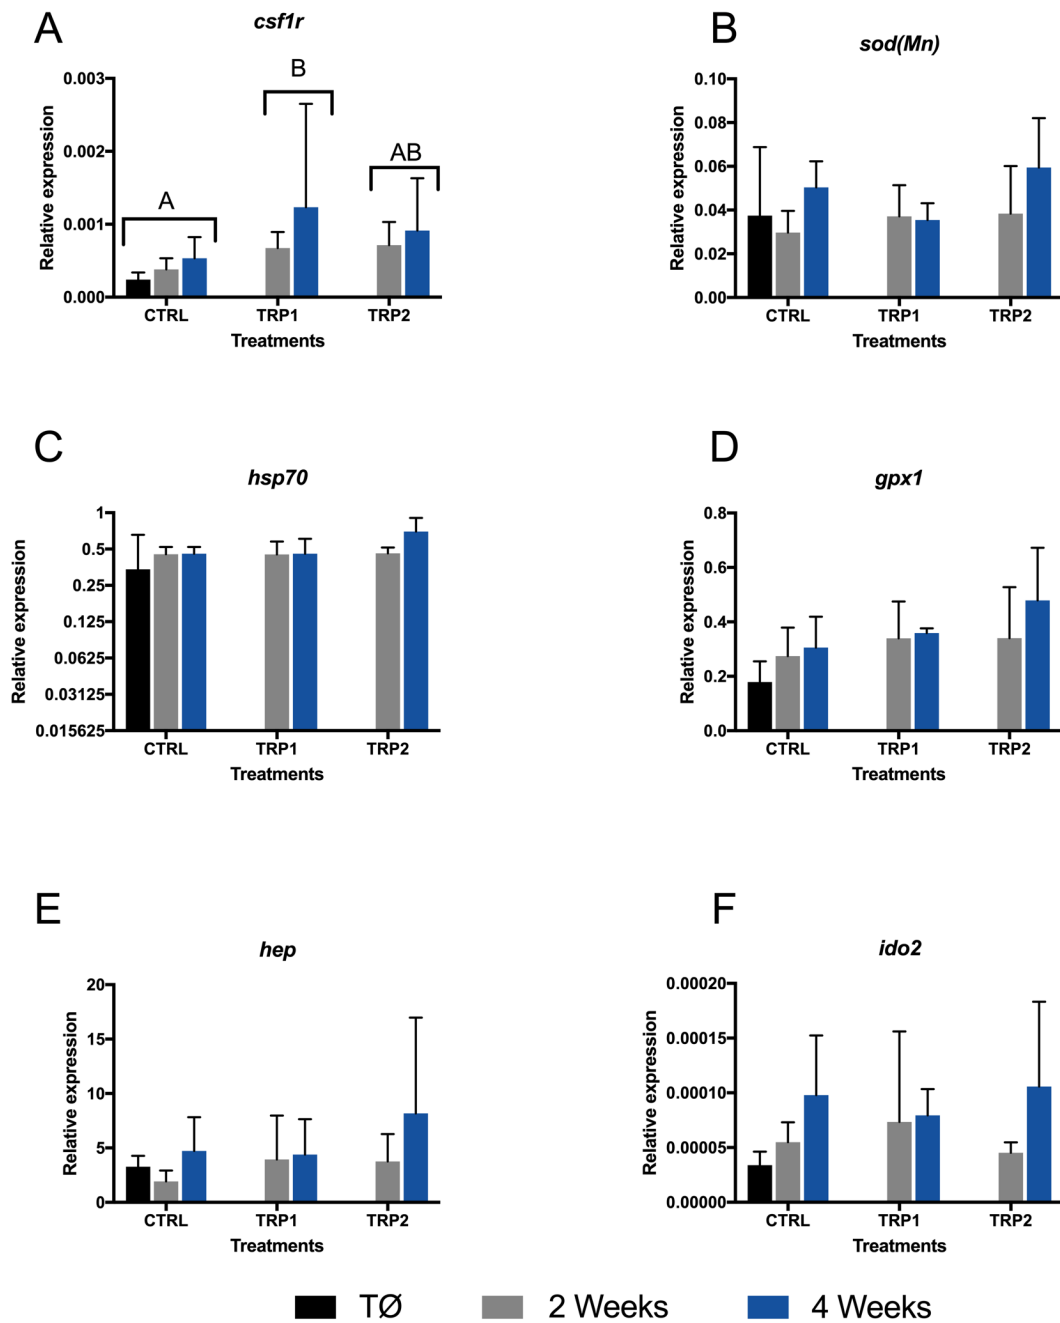 A
csf1r
Relative expression
0.003
0.002
0.001
0.000
A
B
AB
CTRL
TRP1
TRP2
Treatments
B
sod(Mn)
Relative expression
0.10
0.08
0.06
0.04
0.02
0.00
CTRL
TRP1
TRP2
Treatments
C
hsp70
Relative expression
1
0.5
0.25
0.125
0.0625
0.03125
0.015625
CTRL
TRP1
TRP2
Treatments
D
gpx1
Relative expression
0.8
0.6
0.4
0.2
0.0
CTRL
TRP1
TRP2
Treatments
E
hep
Relative expression
20
15
10
5
0
CTRL
TRP1
TRP2
Treatments
F
ido2
Relative expression
0.00020
0.00015
0.00010
0.00005
0.00000
CTRL
TRP1
TRP2
Treatments
TØ
2 Weeks
4 Weeks